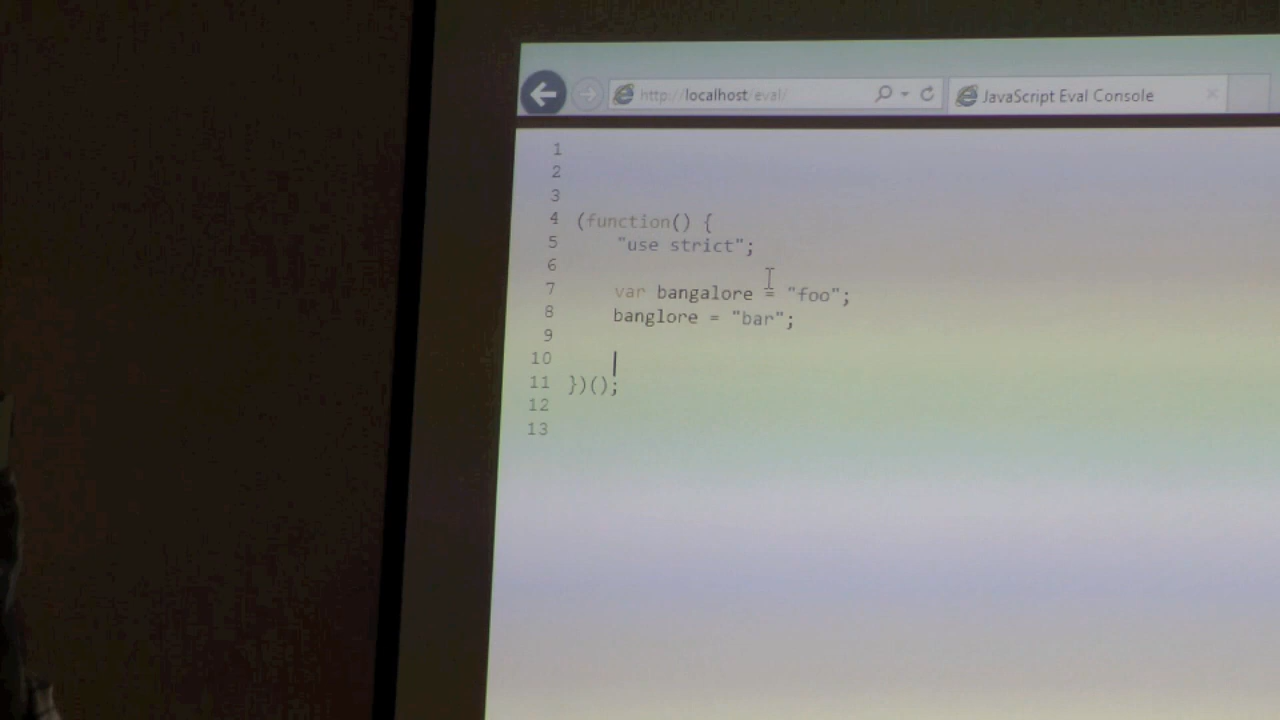 http://localhost/eval/
JavaScript Eval Console
1
2
3
4 (function() {
5 "use strict";
6
7 var bangalore = "foo";
8 banglore = "bar";
9
10
11 })();
12
13